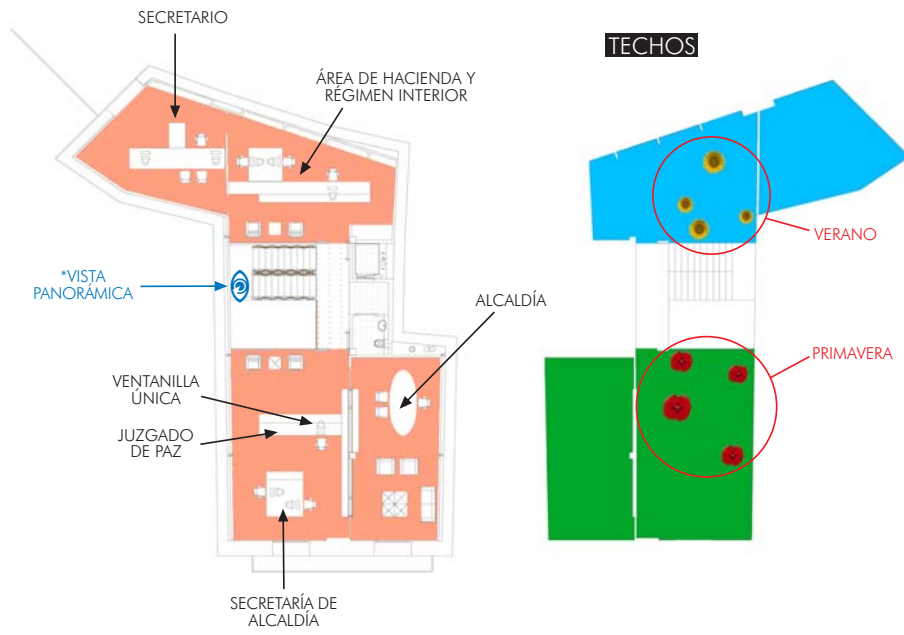 SECRETARIO
TECHOS
ÁREA DE HACIENDA Y
RÉGIMEN INTERIOR
VERANO
*VISTA
PANORÁMICA
ALCALDÍA
PRIMAVERA
VENTANILLA
ÚNICA
JUZGADO
DE PAZ
SECRETARÍA DE
ALCALDÍA